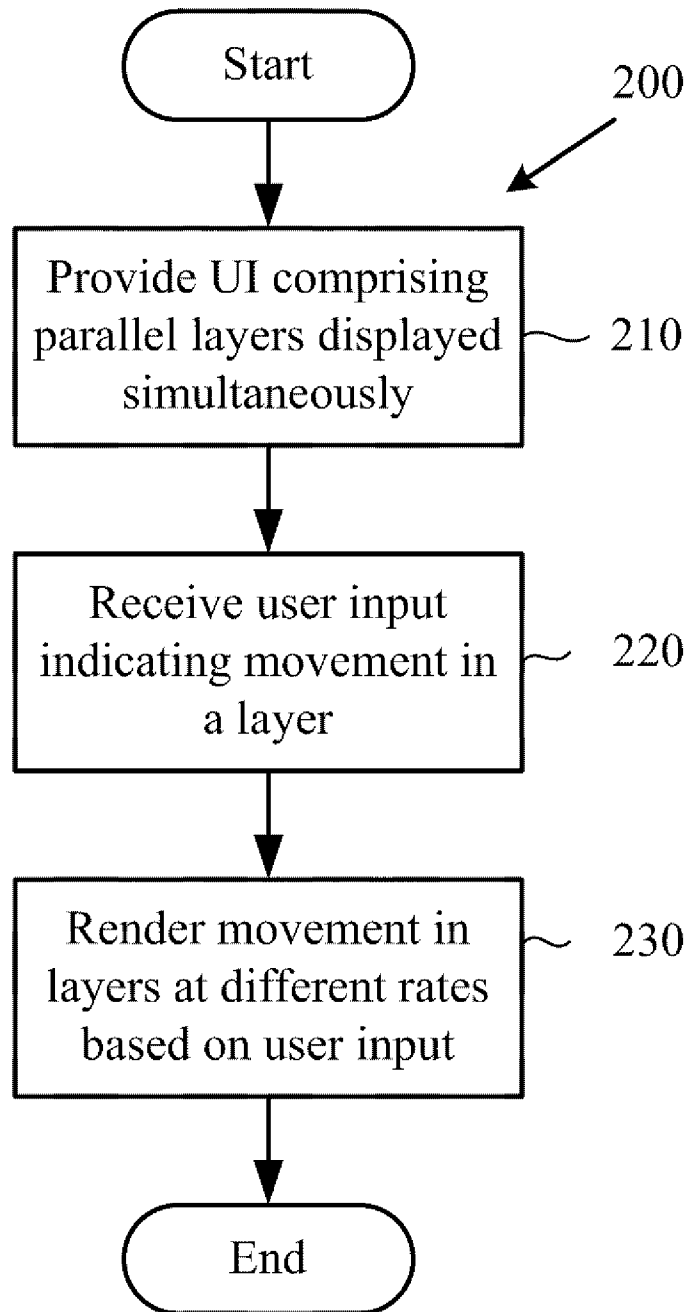 Start
200
Provide UI comprising
parallel layers displayed
simultaneously
210
Receive user input
indicating movement in
a layer
220
Render movement in
layers at different rates
based on user input
230
End